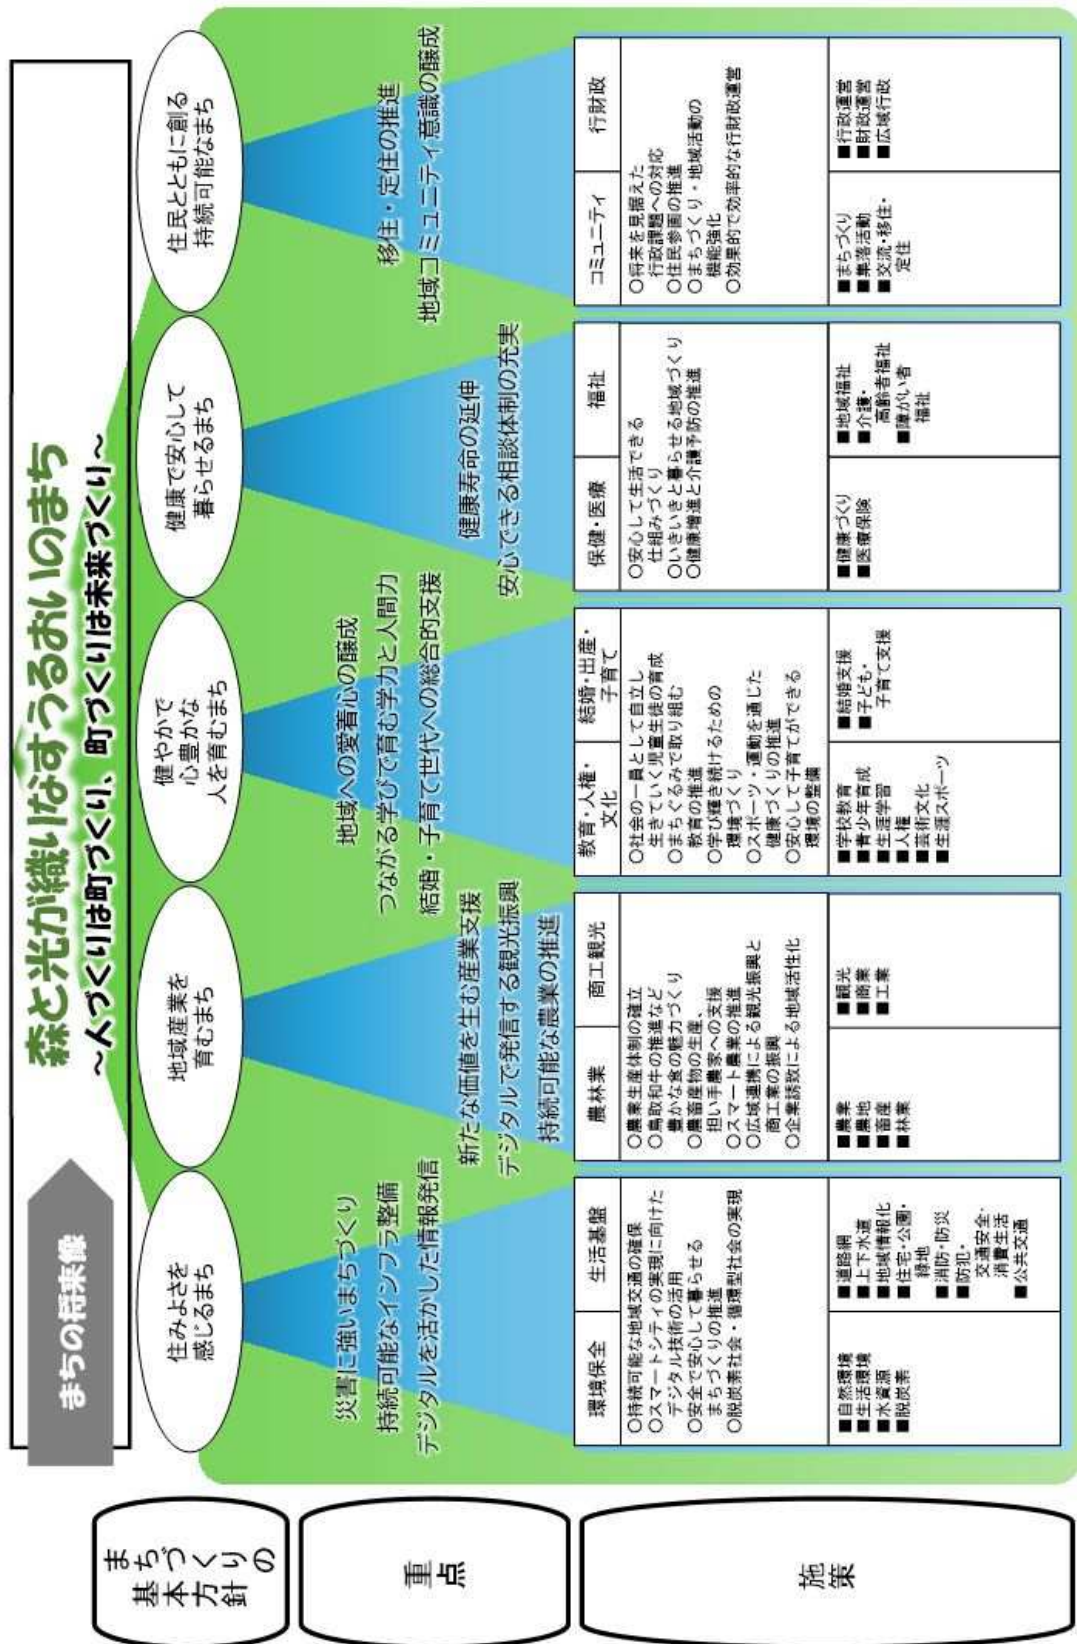 まちの将来像
森と光が織りなすうるおいのまち
~人づくりは町づくり、町づくりは未来づくり~
まちづくりの
基本方針
住みよさを
感じるまち
地域産業を
育むまち
健やかで
心豊かな
人を育むまち
健康で安心して
暮らせるまち
住民とともに創る
持続可能なまち
重点
災害に強いまちづくり
持続可能なインフラ整備
デジタルを活かした情報発信
新たな価値を生む産業支援
デジタルで発信する観光振興
持続可能な農業の推進
地域への愛着心の醸成
つながる学びで育む学力と人間力
結婚・子育て世代への総合的支援
健康寿命の延伸
安心できる相談体制の充実
移住・定住の推進
地域コミュニティ意識の醸成
施策
環境保全
生活基盤
○持続可能な地域交通の確保
○スマートシティの実現に向けた
デジタル技術の活用
○安全で安心して暮らせる
まちづくりの推進
○脱炭素社会・循環型社会の実現
■自然環境
■生活環境
■水資源
■脱炭素
■道路網
■上下水道
■地域情報化
■住宅・公園・
緑地
■消防・防災
■防犯・
交通安全・
消費生活
■公共交通
農林業
商工観光
○農業生産体制の確立
○鳥取和牛の推進など
豊かな食の魅力づくり
○農畜産物の生産、
担い手農家への支援
○スマート農業の推進
○広域連携による観光振興と
商工業の振興
○企業誘致による地域活性化
■農業
■農地
■畜産
■林業
■観光
■商業
■工業
教育・人権・
文化
結婚・出産・
子育て
○社会の一員として自立し
生きていく児童生徒の育成
○まちぐるみで取り組む
教育の推進
○学び輝き続けるための
環境づくり
○スポーツ・運動を通じた
健康づくりの推進
○安心して子育てができる
環境の整備
■学校教育
■青少年育成
■生涯学習
■人権
■芸術文化
■生涯スポーツ
■結婚支援
■子ども・
子育て支援
保健・医療
福祉
○安心して生活できる
仕組みづくり
○いきいきと暮らせる地域づくり
○健康増進と介護予防の推進
■健康づくり
■医療保険
■地域福祉
■介護・
高齢者福祉
■障がい者
福祉
コミュニティ
行財政
○将来を見据えた
行政課題への対応
○住民参画の推進
○まちづくり・地域活動の
機能強化
○効果的で効率的な行財政運営
■まちづくり
■集落活動
■交流・移住・
定住
■行政運営
■財政運営
■広域行政